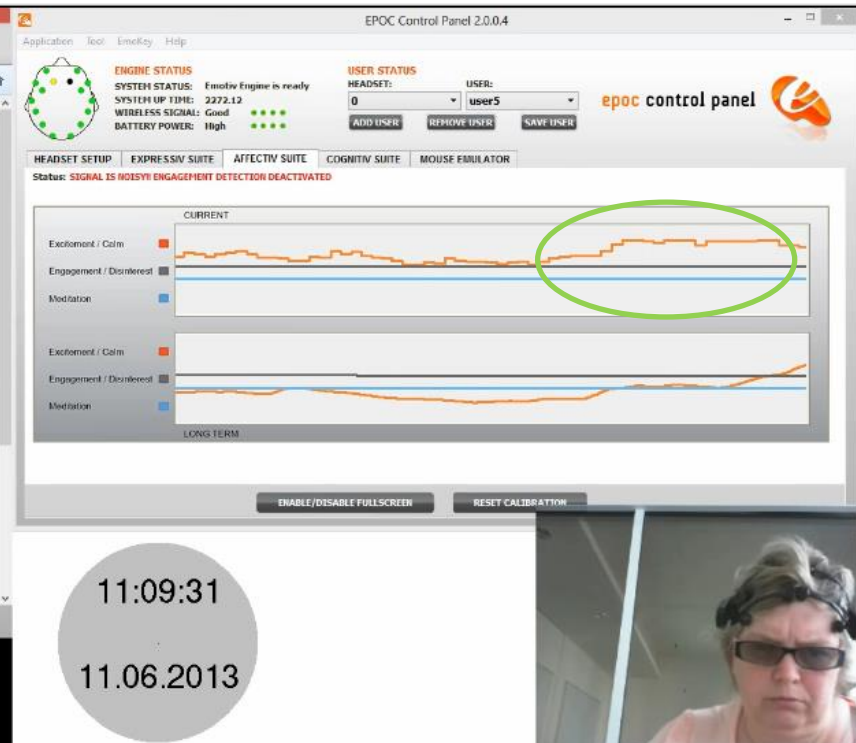 EPOC Control Panel 2.0.0.4
Application Tool EmoKey Help
ENGINE STATUS
SYSTEM STATUS: Emotiv Engine is ready
SYSTEM UP TIME: 2272.12
WIRELESS SIGNAL: Good
BATTERY POWER: High
USER STATUS
HEADSET: USER:
0 user5
ADD USER REMOVE USER SAVE USER
epoc control panel
HEADSET SETUP EXPRESSIV SUITE AFFECTIV SUITE COGNITIV SUITE MOUSE EMULATOR
Status: SIGNAL IS NOISY!! ENGAGEMENT DETECTION DEACTIVATED
CURRENT
Excitement / Calm
Engagement / Disinterest
Meditation
Excitement / Calm
Engagement / Disinterest
Meditation
LONG TERM
ENABLE/DISABLE FULLSCREEN RESET CALIBRATION
11:09:31
11.06.2013